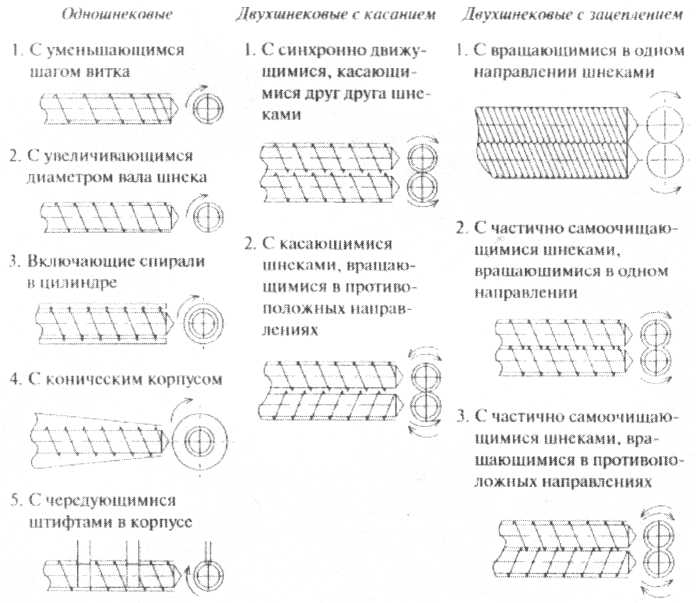 Одношнековые
1. С уменьшающимся
шагом витка
2. С увеличивающимся
диаметром вала шнека
3. Включающие спирали
в цилиндре
4. С коническим корпусом
5. С чередующимися
штифтами в корпусе
Двухшнековые с касанием
1. С синхронно движу-
щимися, касающи-
мися друг друга шне-
ками
2. С касающимися
шнеками, вращаю-
щимися в противо-
положных направ-
лениях
Двухшнековые с зацеплением
1. С вращающимися в одном
направлении шнеками
2. С частично самоочищаю-
щимися шнеками,
вращающимися в одном
направлении
3. С частично самоочищаю-
щимися шнеками, вра-
щающимися в противопо-
ложных направлениях